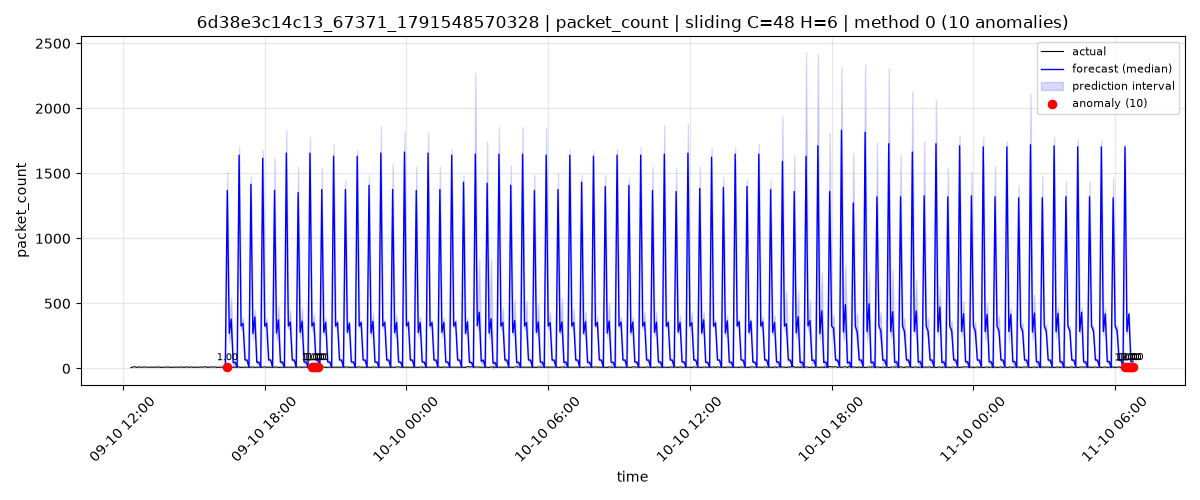 6d38e3c14c13_67371_1791548570328 | packet_count | sliding C=48 H=6 | method 0 (10 anomalies)
packet_count
2500
2000
1500
1000
500
0
actual
forecast (median)
prediction interval
anomaly (10)
1.00
09-10 12:00
09-10 18:00
10-10 00:00
10-10 06:00
10-10 12:00
10-10 18:00
11-10 00:00
11-10 06:00
time